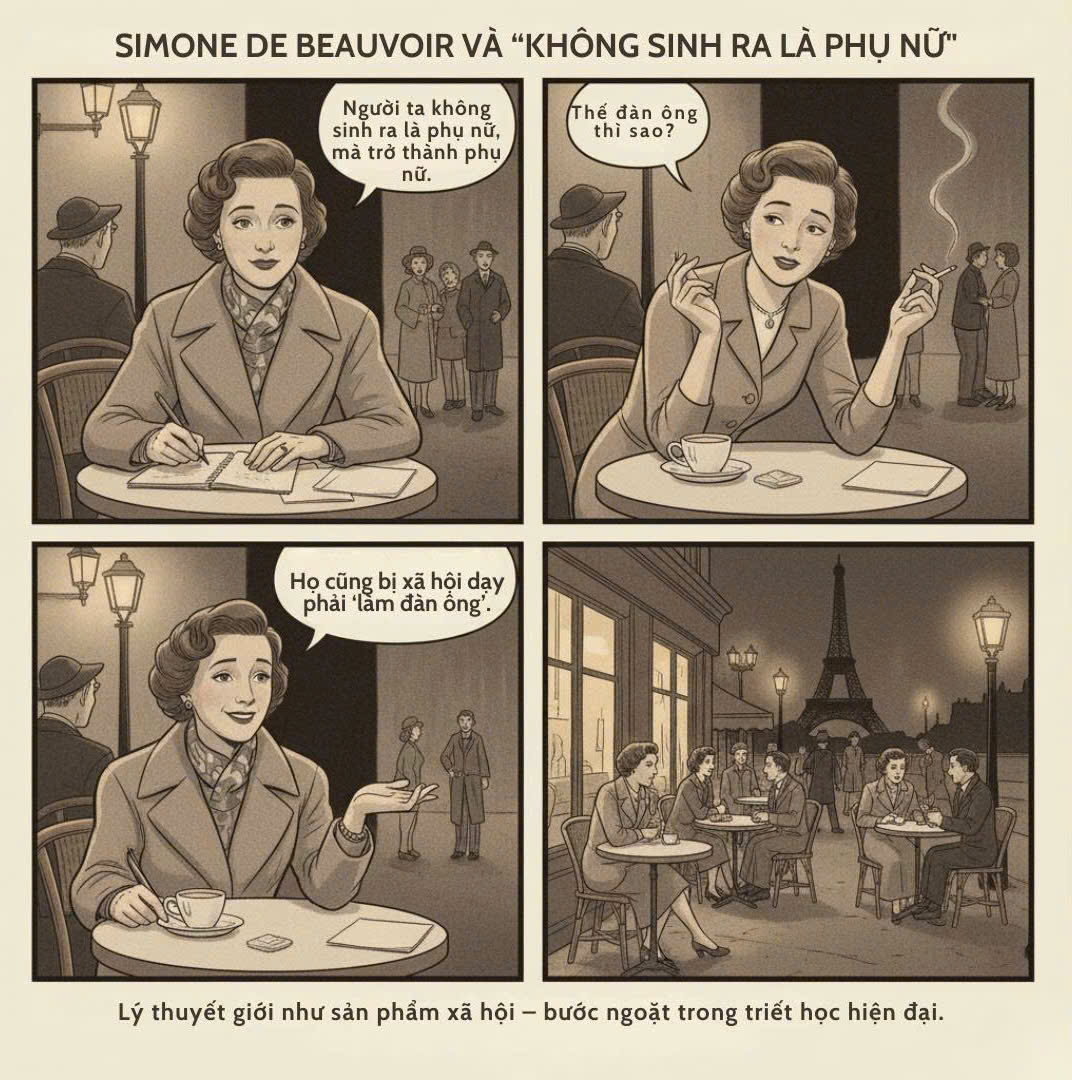 SIMONE DE BEAUVOIR VÀ “KHÔNG SINH RA LÀ PHỤ NỮ"
Người ta không
sinh ra là phụ nữ,
mà trở thành phụ
nữ.
Thế đàn ông
thì sao?
Họ cũng bị xã hội dạy
phải ‘làm đàn ông’.
Lý thuyết giới như sản phẩm xã hội – bước ngoặt trong triết học hiện đại.